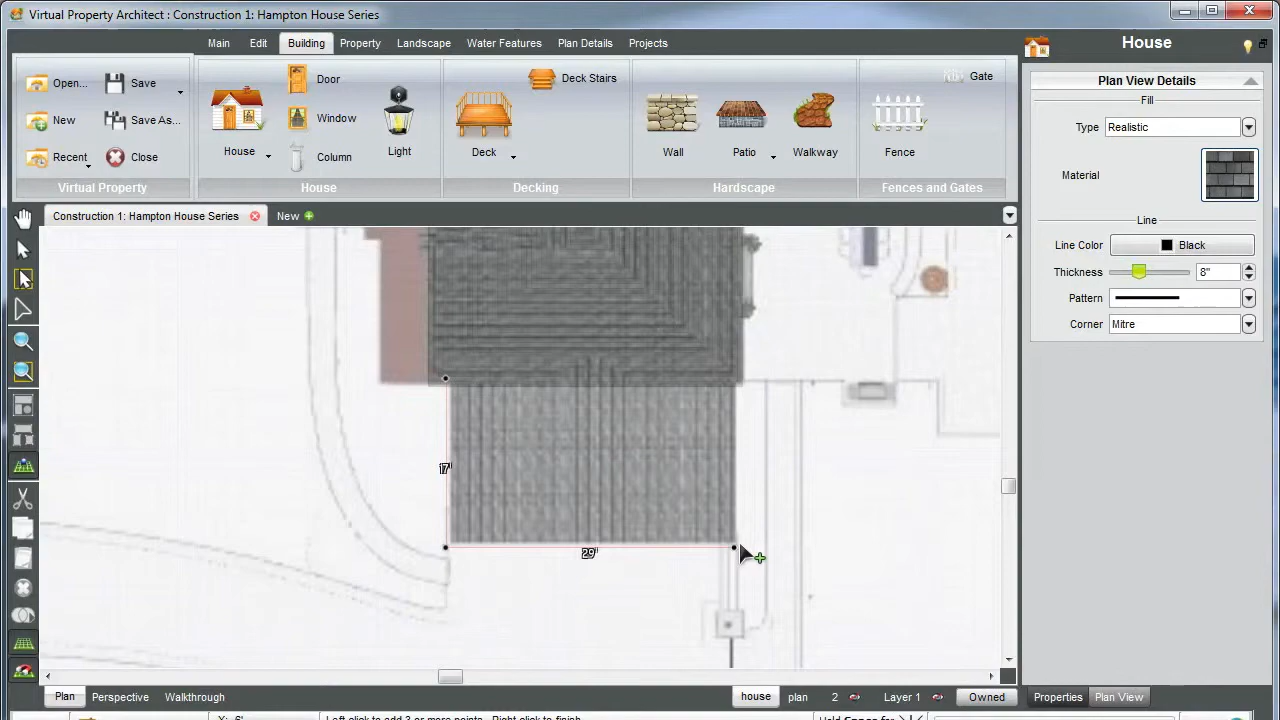 Virtual Property Architect : Construction 1: Hampton House Series
Main Edit Building Property Landscape Water Features Plan Details Projects
House
Open... Save
New Save As...
Recent Close
Virtual Property
House Door Window Column Light
House
Deck Deck Stairs
Decking
Wall Patio Walkway
Hardscape
Gate
Fence
Fences and Gates
Plan View Details
Fill
Type Realistic
Material
Line
Line Color Black
Thickness 8"
Pattern
Corner Mitre
Construction 1: Hampton House Series New
17'
29'
Plan Perspective Walkthrough house plan 2 Layer 1 Owned Properties Plan View
X: 6' Left click to add 3 or more points. Right click to finish.